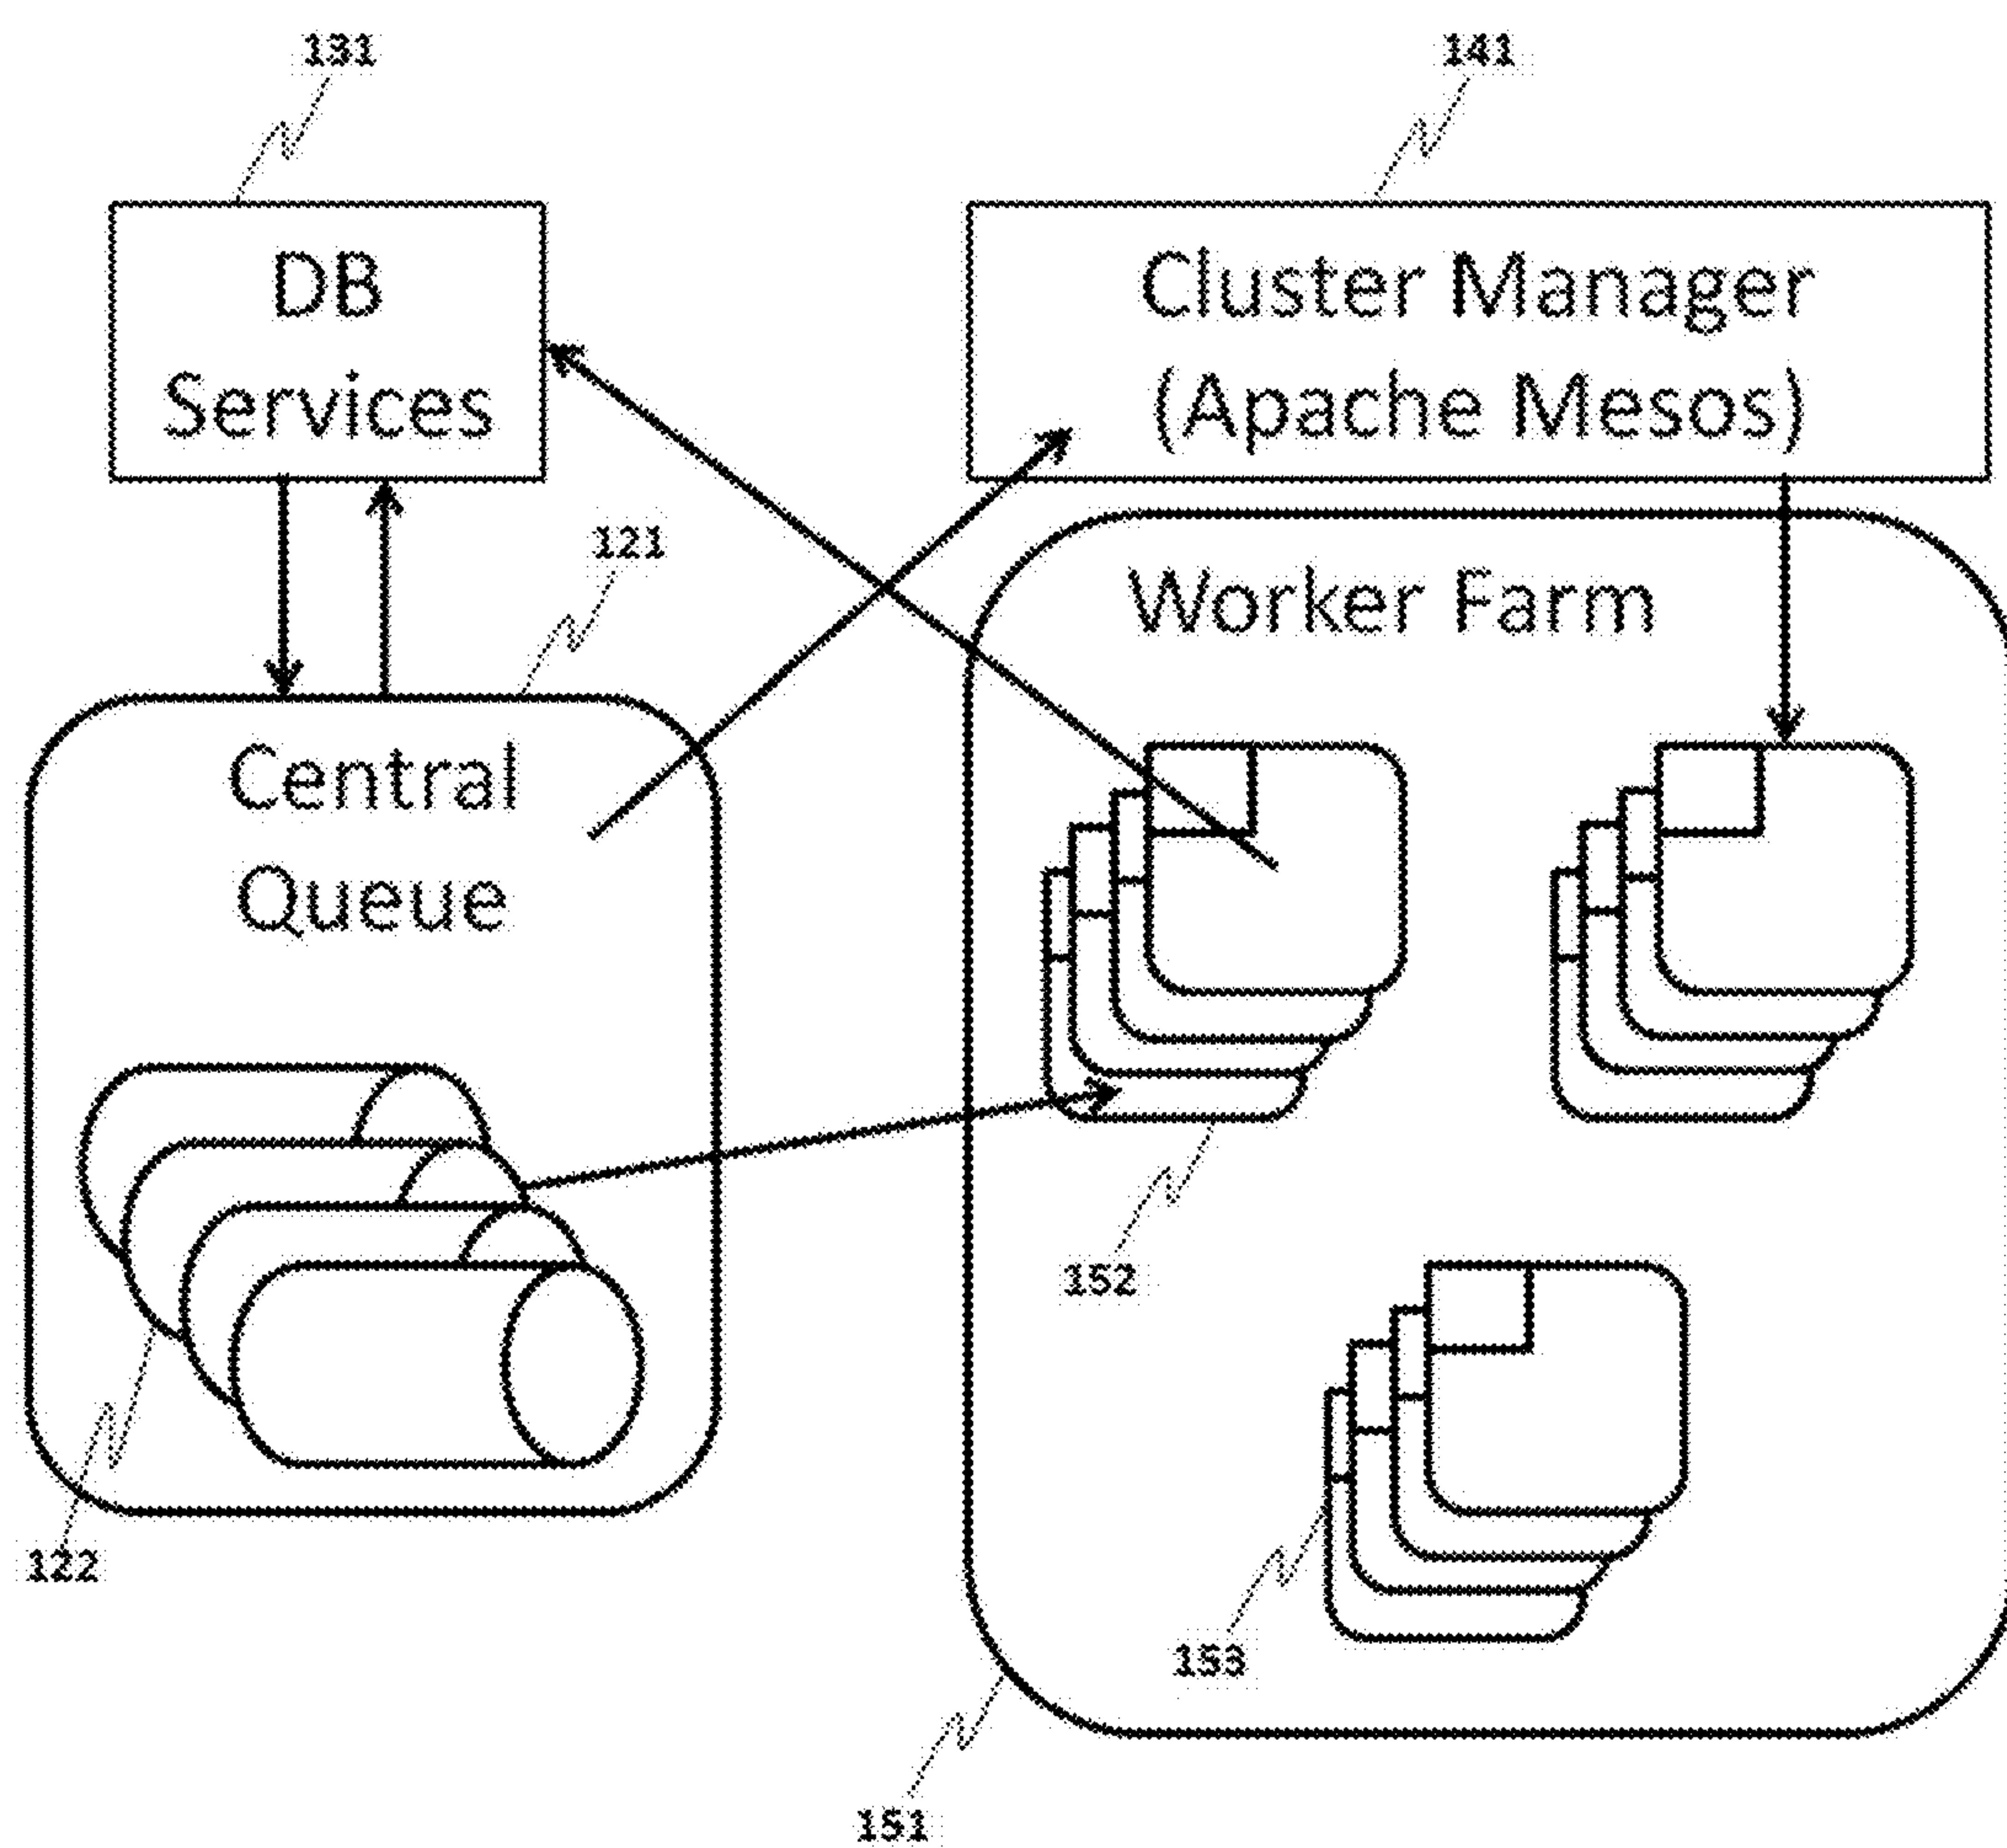 131
141
DB
Services
Cluster Manager
(Apache Mesos)
121
Worker Farm
Central
Queue
152
122
153
151